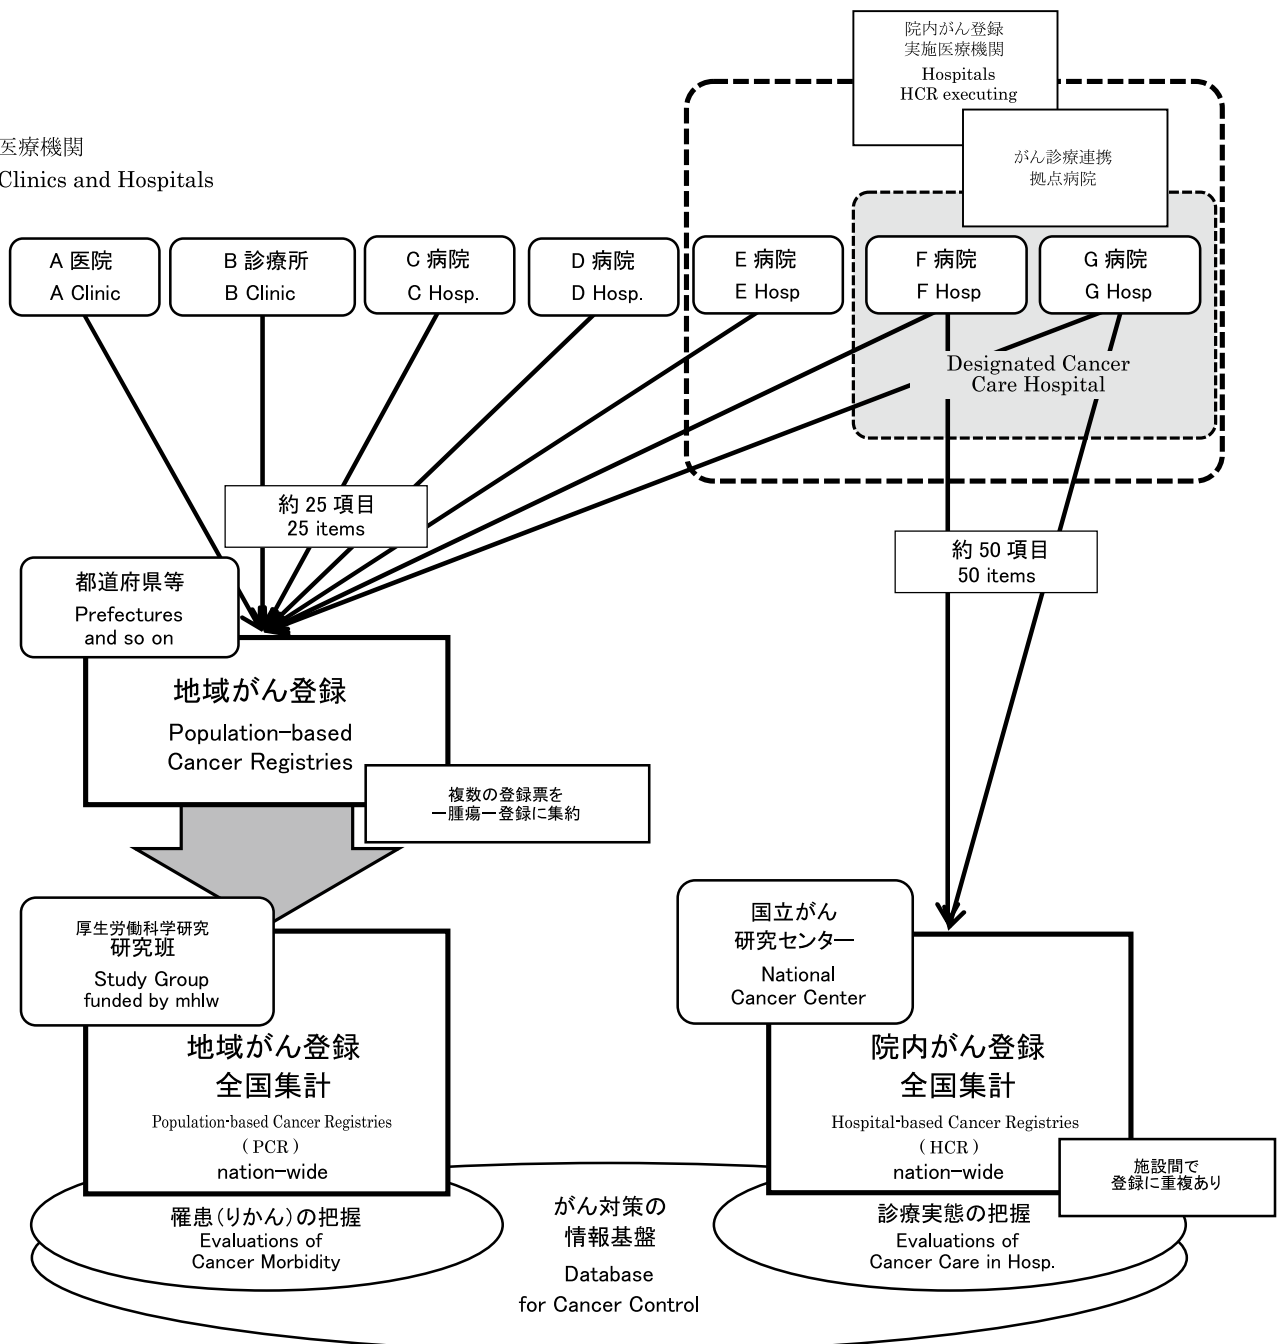 院内がん登録
実施医療機関
Hospitals
HCR executing
がん診療連携
拠点病院
医療機関
Clinics and Hospitals
A 医院
A Clinic
B 診療所
B Clinic
C 病院
C Hosp.
D 病院
D Hosp.
E 病院
E Hosp
F 病院
F Hosp
G 病院
G Hosp
Designated Cancer
Care Hospital
約 25 項目
25 items
約 50 項目
50 items
都道府県等
Prefectures
and so on
地域がん登録
Population-based
Cancer Registries
複数の登録票を
一腫瘍一登録に集約
厚生労働科学研究
研究班
Study Group
funded by mhlw
地域がん登録
全国集計
Population-based Cancer Registries
( PCR )
nation-wide
国立がん
研究センター
National
Cancer Center
院内がん登録
全国集計
Hospital-based Cancer Registries
( HCR )
nation-wide
施設間で
登録に重複あり
罹患(りかん)の把握
Evaluations of
Cancer Morbidity
がん対策の
情報基盤
Database
for Cancer Control
診療実態の把握
Evaluations of
Cancer Care in Hosp.